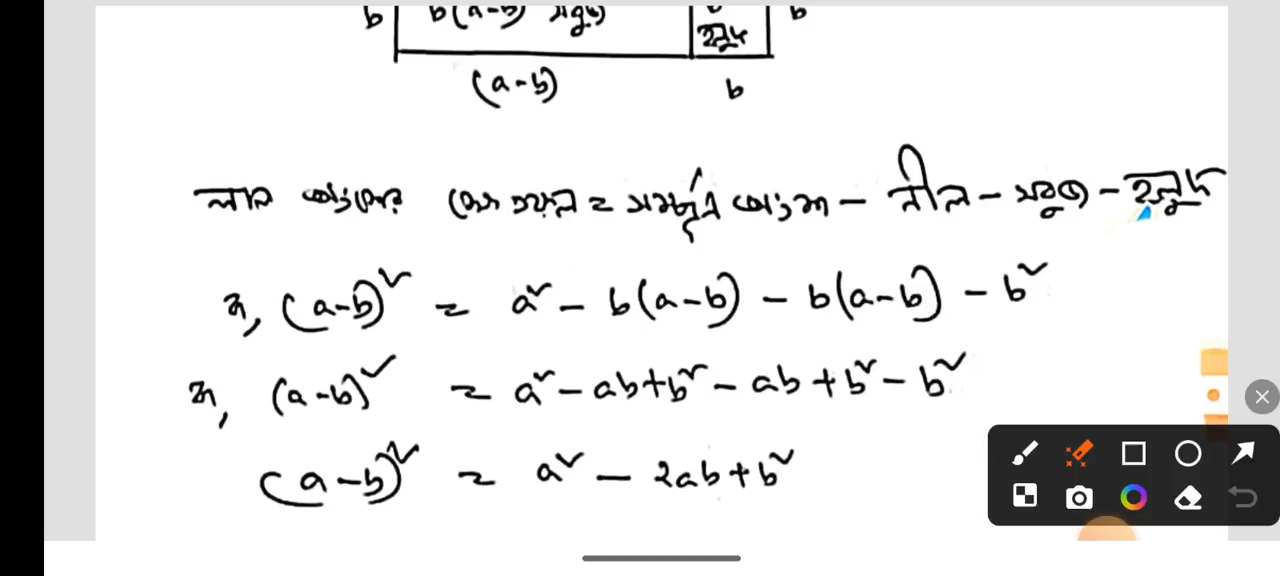 b b(a-b) সবুজ b হলুদ b
(a-b) b
লাল অংশের ক্ষেত্রফল = সম্পূর্ণ অংশ - নীল - সবুজ - হলুদ
বা, (a-b)² = a² - b(a-b) - b(a-b) - b²
বা, (a-b)² = a² - ab + b² - ab + b² - b²
(a-b)² = a² - 2ab + b²